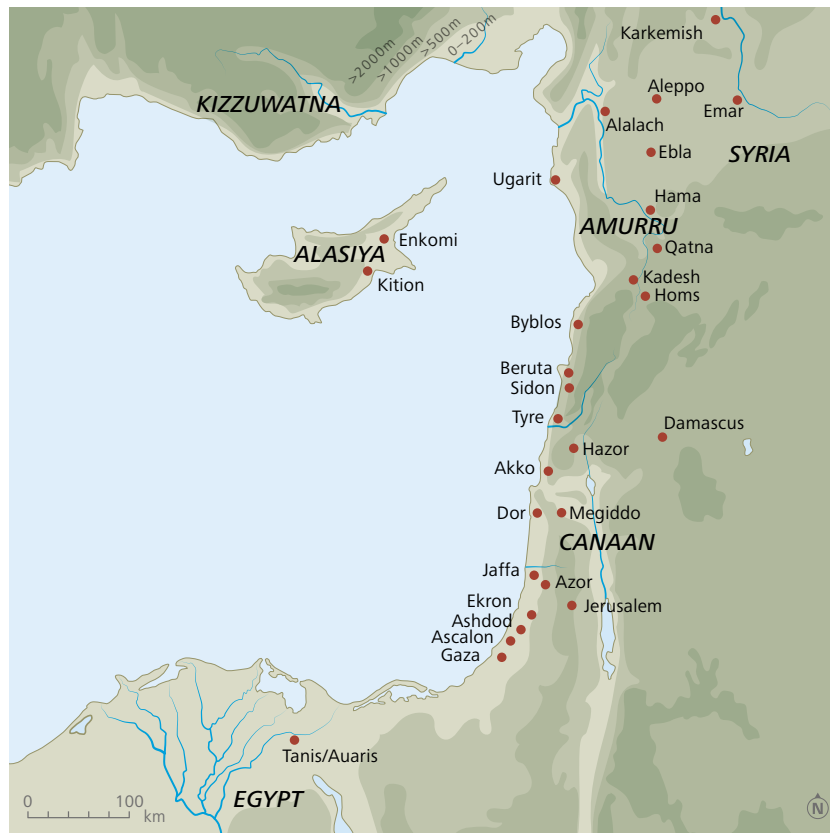 Karkemish
>2000m
>1000m
>500m
0–200m
KIZZUWATNA
Aleppo
Emar
Alalach
Ebla
SYRIA
Ugarit
Hama
AMURRU
Enkomi
ALASIYA
Qatna
Kition
Kadesh
Homs
Byblos
Beruta
Sidon
Tyre
Damascus
Hazor
Akko
Dor
Megiddo
CANAAN
Jaffa
Azor
Ekron
Jerusalem
Ashdod
Ascalon
Gaza
Tanis/Auaris
EGYPT
0 100
km
N